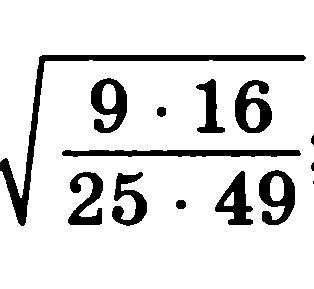 √(9 · 16 / 25 · 49)